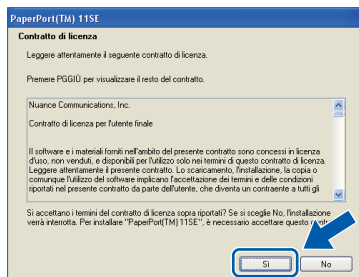 PaperPort(TM) 11SE
Contratto di licenza
Leggere attentamente il seguente contratto di licenza.
Premere PGGIÙ per visualizzare il resto del contratto.
Nuance Communications, Inc.
Contratto di licenza per l'utente finale
Il software e i materiali forniti nell'ambito del presente contratto sono concessi in licenza
d'uso, non venduti, e disponibili per l'utilizzo solo nei termini di questo contratto di licenza.
Leggere attentamente il presente contratto. Lo scaricamento, l'installazione, la copia o
comunque l'utilizzo del software implicano l'accettazione dei termini e delle condizioni
riportati nel presente contratto da parte dell'utente, che diventa un contraente a tutti gli
Si accettano i termini del contratto di licenza sopra riportati? Se si sceglie No, l'installazione
verrà interrotta. Per installare "PaperPort(TM) 11SE", è necessario accettare questo
Sì
No